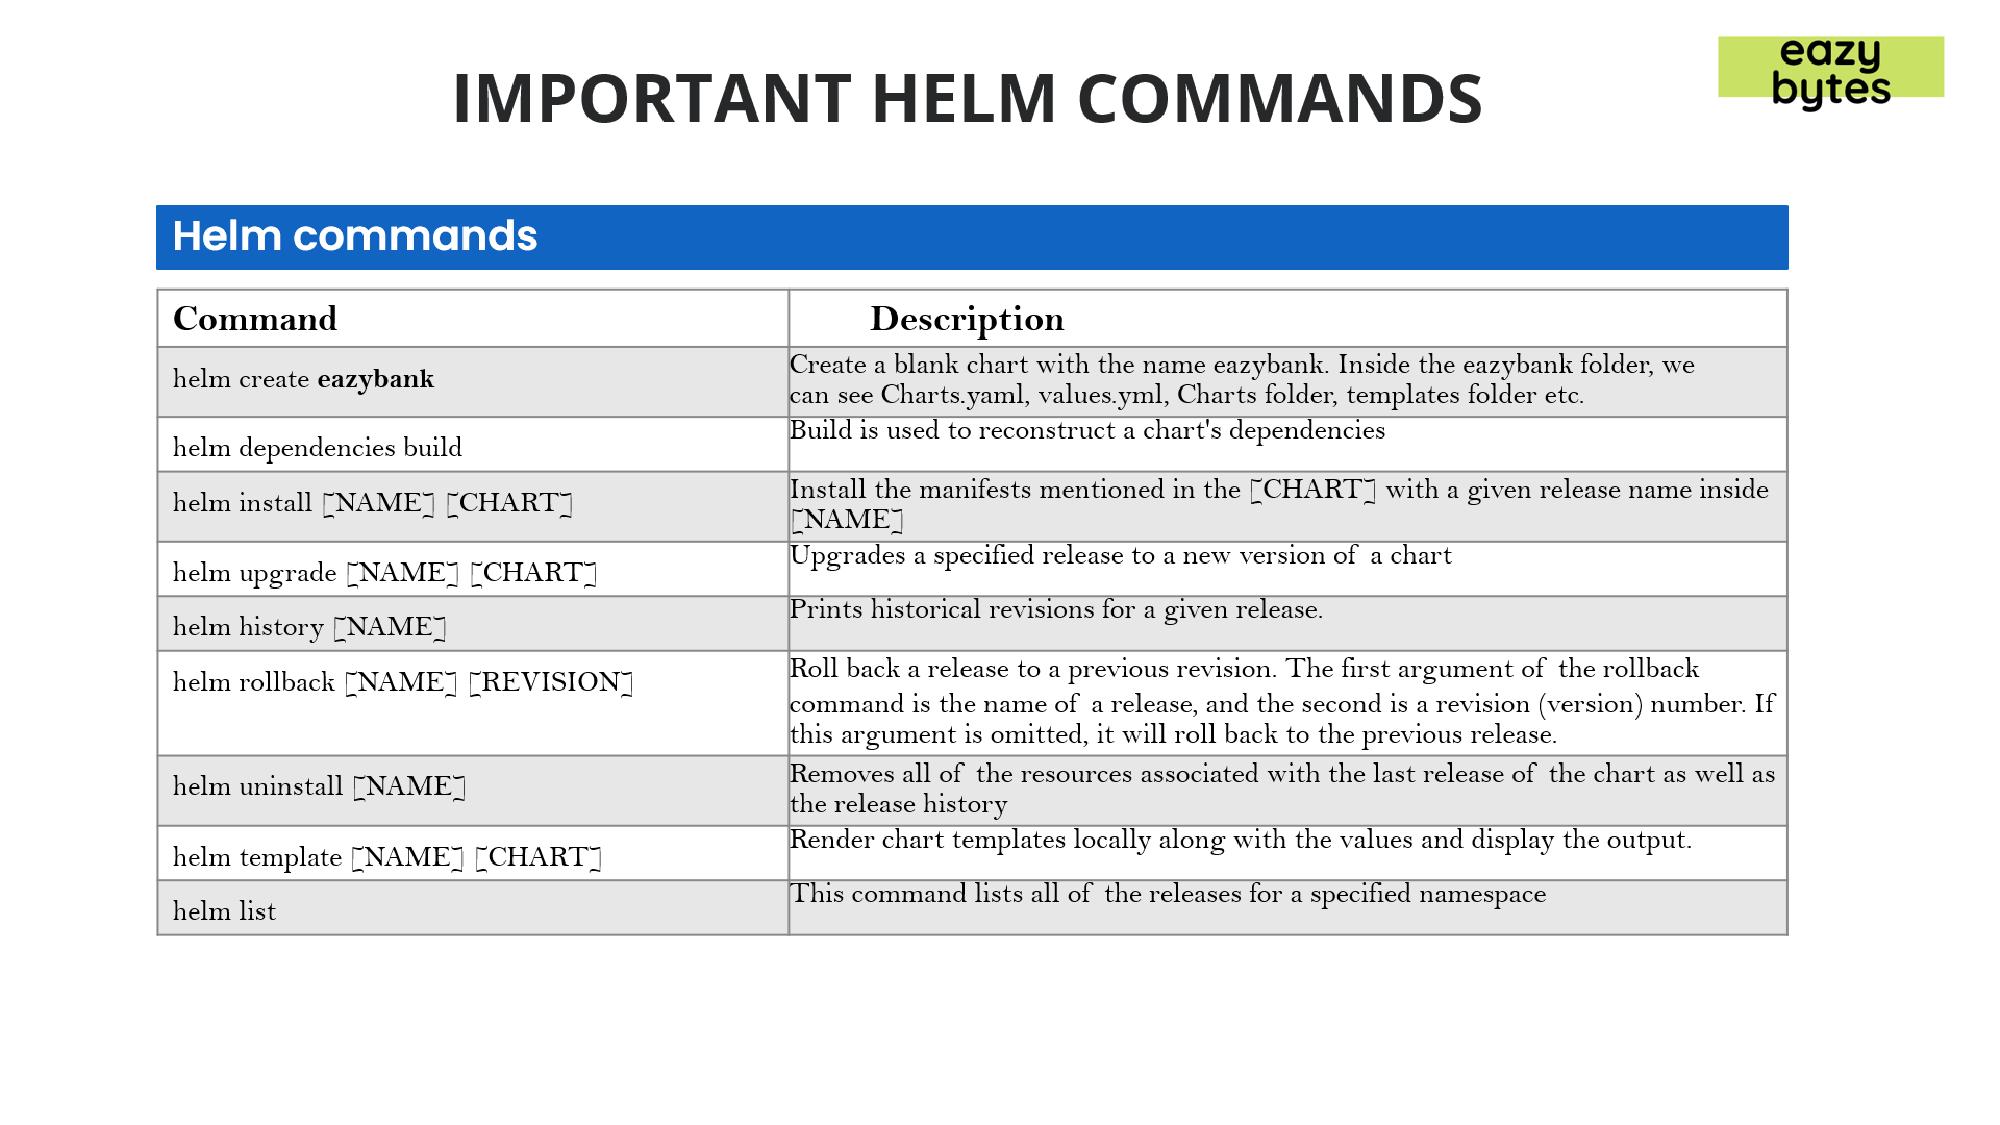 IMPORTANT HELM COMMANDS
eazy
bytes
Helm commands
Command
Description
helm create eazybank
Create a blank chart with the name eazybank. Inside the eazybank folder, we
can see Charts.yaml, values.yml, Charts folder, templates folder etc.
helm dependencies build
Build is used to reconstruct a chart's dependencies
helm install [NAME] [CHART]
Install the manifests mentioned in the [CHART] with a given release name inside
[NAME]
helm upgrade [NAME] [CHART]
Upgrades a specified release to a new version of a chart
helm history [NAME]
Prints historical revisions for a given release.
helm rollback [NAME] [REVISION]
Roll back a release to a previous revision. The first argument of the rollback
command is the name of a release, and the second is a revision (version) number. If
this argument is omitted, it will roll back to the previous release.
helm uninstall [NAME]
Removes all of the resources associated with the last release of the chart as well as
the release history
helm template [NAME] [CHART]
Render chart templates locally along with the values and display the output.
helm list
This command lists all of the releases for a specified namespace